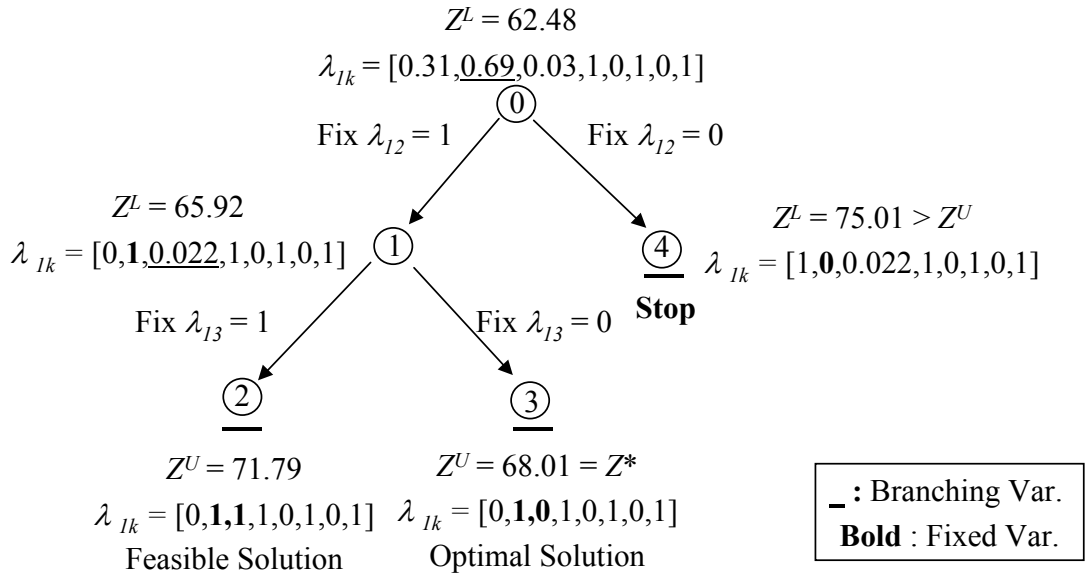 Z^L = 62.48
λ_1k = [0.31,0.69,0.03,1,0,1,0,1]
0
Fix λ_12 = 1
Fix λ_12 = 0
Z^L = 65.92
λ_1k = [0,1,0.022,1,0,1,0,1]
1
4
Z^L = 75.01 > Z^U
λ_1k = [1,0,0.022,1,0,1,0,1]
Stop
Fix λ_13 = 1
Fix λ_13 = 0
2
3
Z^U = 71.79
λ_1k = [0,1,1,1,0,1,0,1]
Feasible Solution
Z^U = 68.01 = Z*
λ_1k = [0,1,0,1,0,1,0,1]
Optimal Solution
_ : Branching Var.
Bold : Fixed Var.